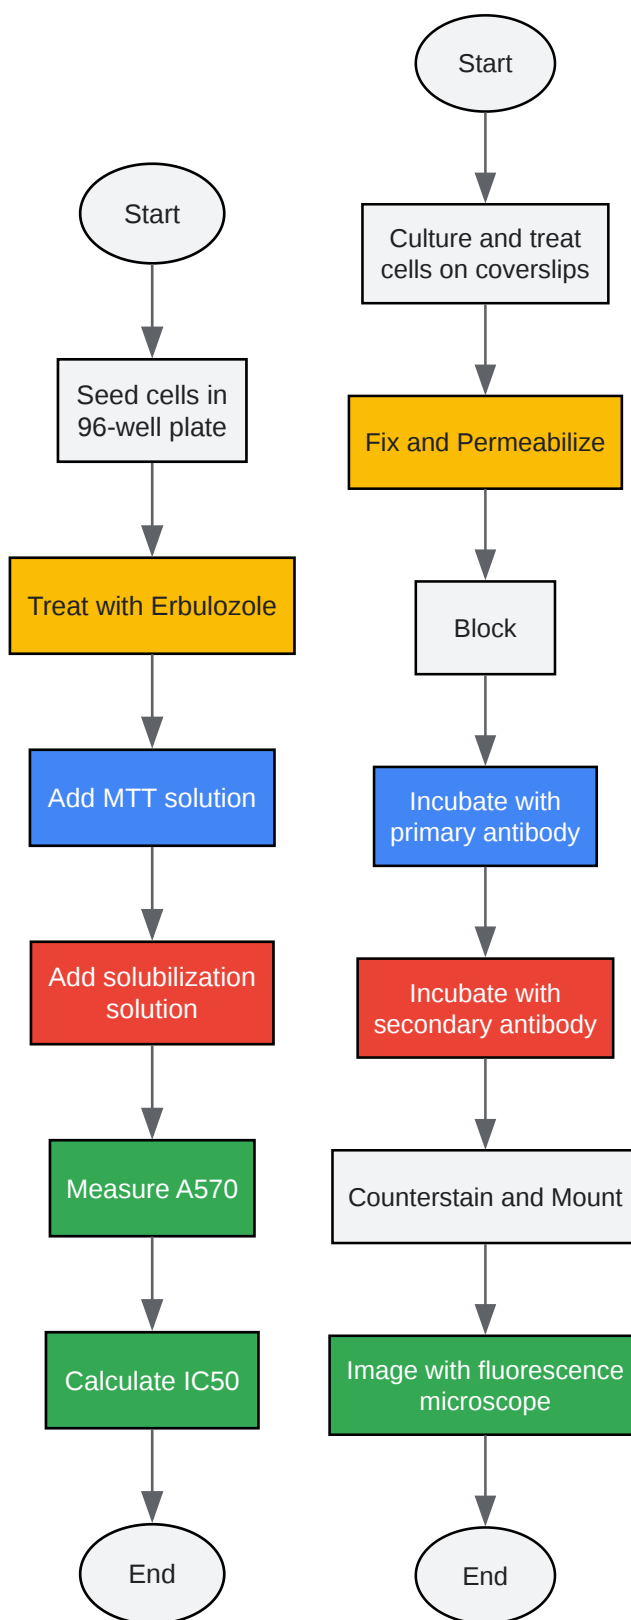 Start
Seed cells in
96-well plate
Treat with Erbulozole
Add MTT solution
Add solubilization
solution
Measure A570
Calculate IC50
End
Start
Culture and treat
cells on coverslips
Fix and Permeabilize
Block
Incubate with
primary antibody
Incubate with
secondary antibody
Counterstain and Mount
Image with fluorescence
microscope
End